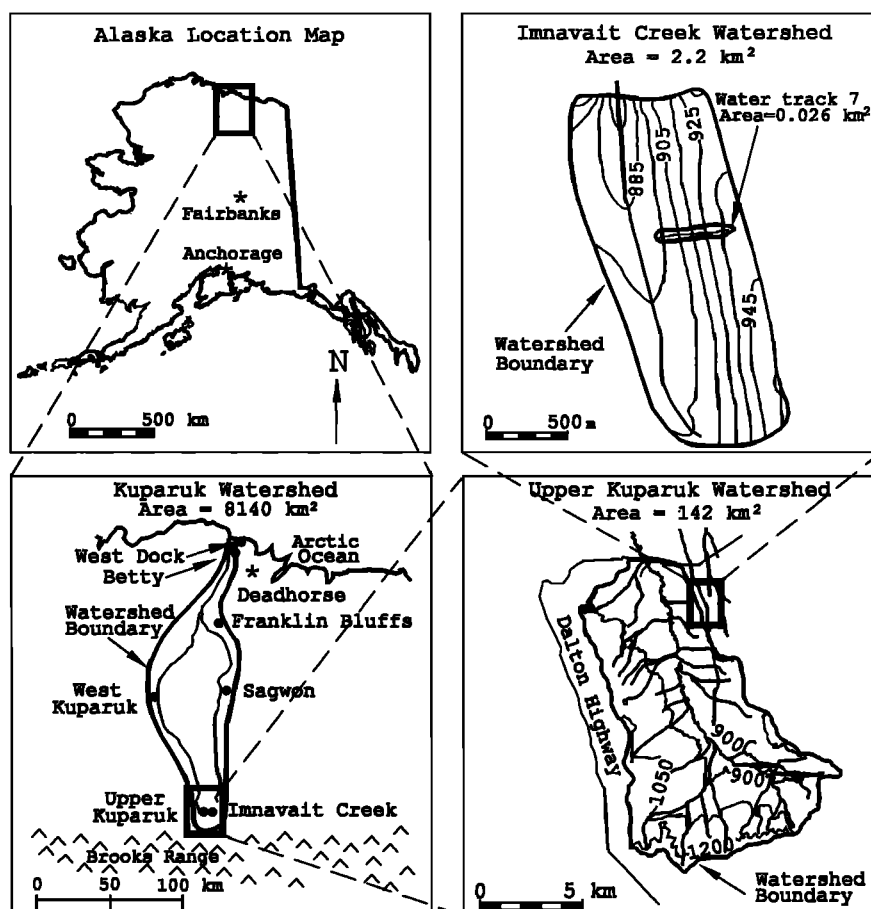 Alaska Location Map
*
Fairbanks
Anchorage
*
N
0 500 km
Imnavait Creek Watershed
Area = 2.2 km²
Water track 7
Area=0.026 km²
885
905
925
945
Watershed
Boundary
0 500 m
Kuparuk Watershed
Area = 8140 km²
West Dock
Arctic
Ocean
Betty
*
Deadhorse
Watershed
Boundary
Franklin Bluffs
West
Kuparuk
Sagwon
Upper
Kuparuk
Imnavait Creek
Brooks Range
0 50 100 km
Upper Kuparuk Watershed
Area = 142 km²
Dalton Highway
900
900
1050
1200
Watershed
Boundary
0 5 km